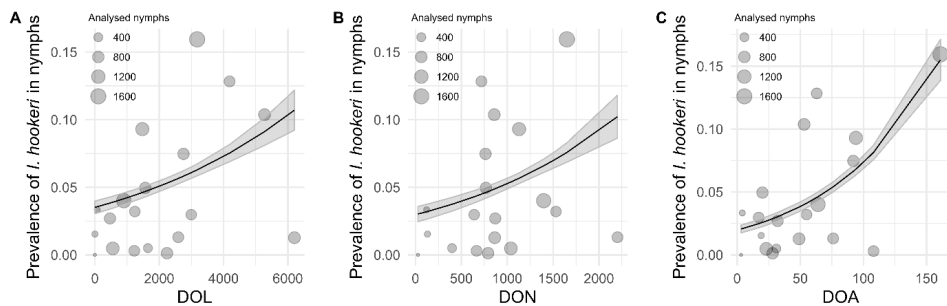 A
Analysed nymphs
400
800
1200
1600
Prevalence of I. hookeri in nymphs
0.15
0.10
0.05
0.00
0 2000 4000 6000
DOL
B
Analysed nymphs
400
800
1200
1600
Prevalence of I. hookeri in nymphs
0.15
0.10
0.05
0.00
0 500 1000 1500 2000
DON
C
Analysed nymphs
400
800
1200
1600
Prevalence of I. hookeri in nymphs
0.15
0.10
0.05
0.00
0 50 100 150
DOA